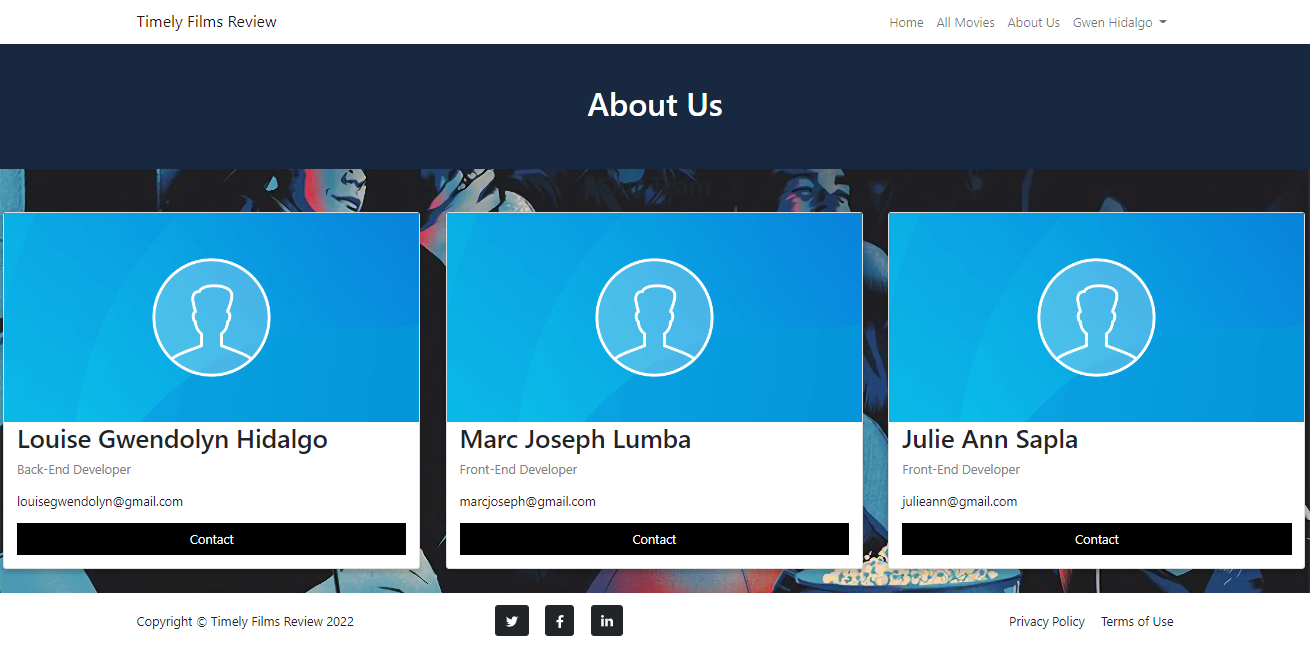 Timely Films Review
Home All Movies About Us Gwen Hidalgo
About Us
Louise Gwendolyn Hidalgo
Back-End Developer
louisegwendolyn@gmail.com
Contact
Marc Joseph Lumba
Front-End Developer
marcjoseph@gmail.com
Contact
Julie Ann Sapla
Front-End Developer
julieann@gmail.com
Contact
Copyright © Timely Films Review 2022
Privacy Policy Terms of Use